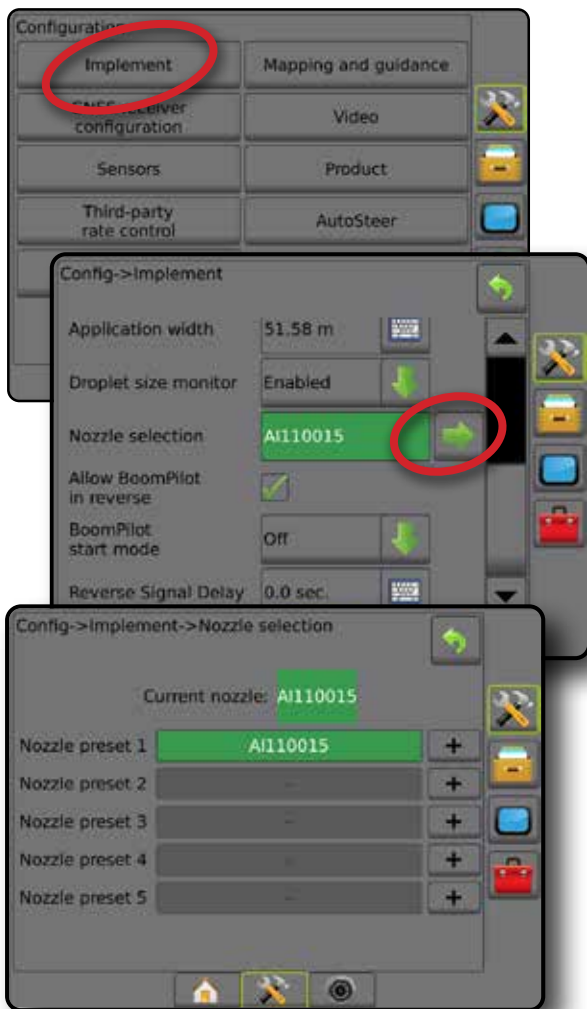 Configuration
Implement
Mapping and guidance
GNSS receiver
configuration
Video
Sensors
Product
Third-party
rate control
AutoSteer
Config->Implement
Application width
51.58 m
Droplet size monitor
Enabled
Nozzle selection
AI110015
Allow BoomPilot
in reverse
BoomPilot
start mode
Off
Reverse Signal Delay
0.0 sec.
Config->Implement->Nozzle selection
Current nozzle: AI110015
Nozzle preset 1 AI110015 +
Nozzle preset 2 - +
Nozzle preset 3 - +
Nozzle preset 4 - +
Nozzle preset 5 - +